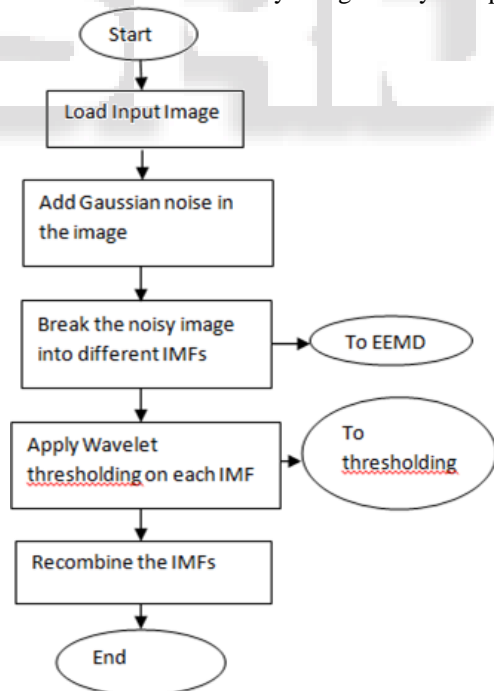 Start
Load Input Image
Add Gaussian noise in
the image
Break the noisy image
into different IMFs
To EEMD
Apply Wavelet
thresholding on each IMF
To
thresholding
Recombine the IMFs
End